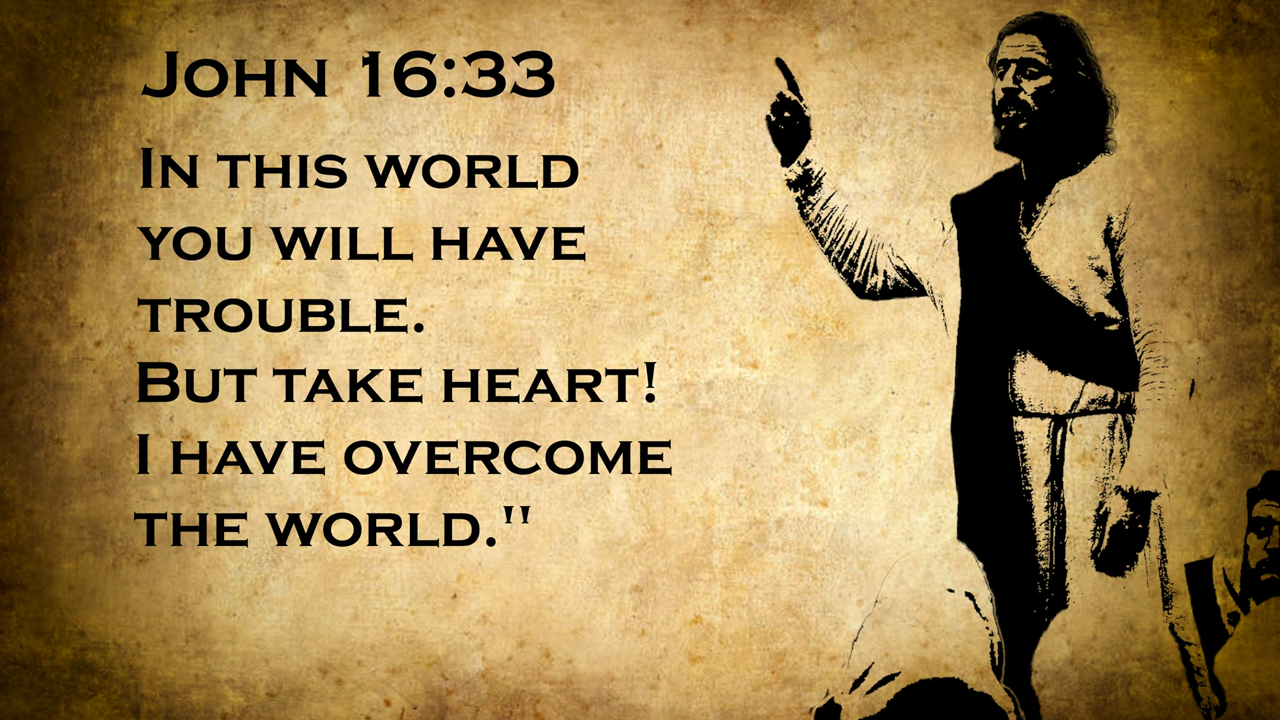 John 16:33
In this world
you will have
trouble.
But take heart!
I have overcome
the world."